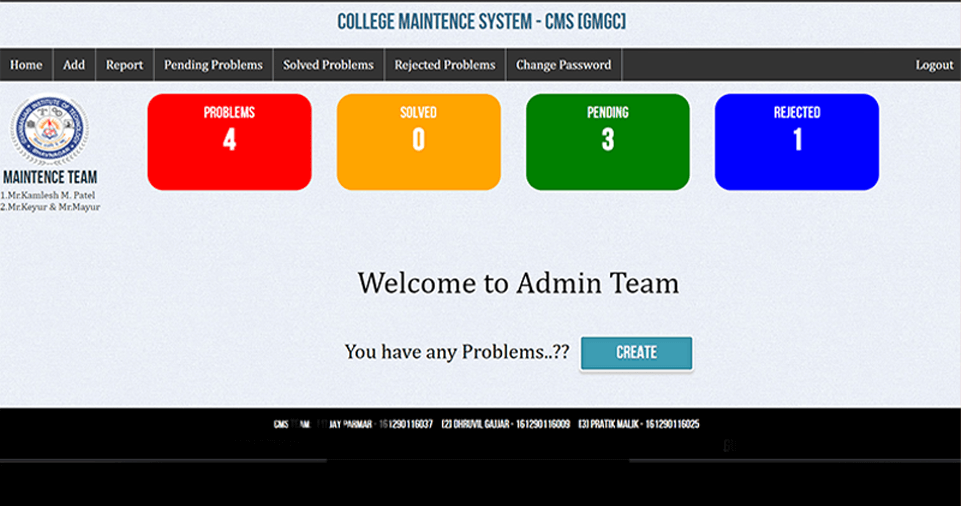 COLLEGE MAINTENCE SYSTEM - CMS [GMGC]
Home Add Report Pending Problems Solved Problems Rejected Problems Change Password Logout
PROBLEMS SOLVED PENDING REJECTED
4 0 3 1
MAINTENCE TEAM
1.Mr.Kamlesh M. Patel
2.Mr.Keyur & Mr.Mayur
Welcome to Admin Team
You have any Problems..?? CREATE
CMS JAY PARMAR - 161290116037 [2] DHRUVIL GAJJAR - 161290116009 [3] PRATIK MALIK - 161290116025